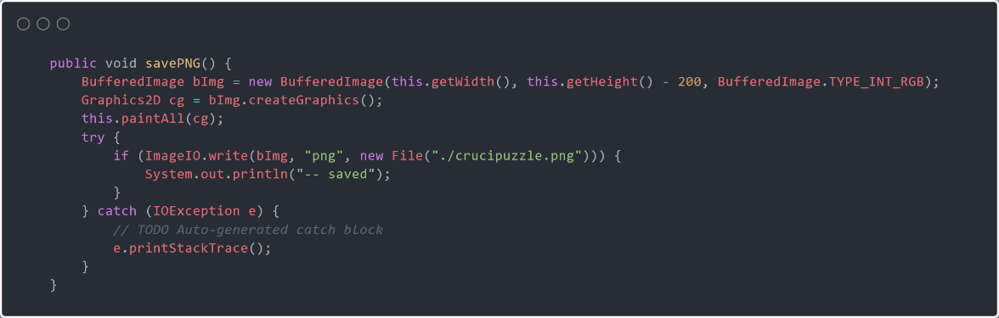 public void savePNG() {
    BufferedImage bImg = new BufferedImage(this.getWidth(), this.getHeight() - 200, BufferedImage.TYPE_INT_RGB);
    Graphics2D cg = bImg.createGraphics();
    this.paintAll(cg);
    try {
        if (ImageIO.write(bImg, "png", new File("./crucipuzzle.png"))) {
            System.out.println("-- saved");
        }
    } catch (IOException e) {
        // TODO Auto-generated catch block
        e.printStackTrace();
    }
}